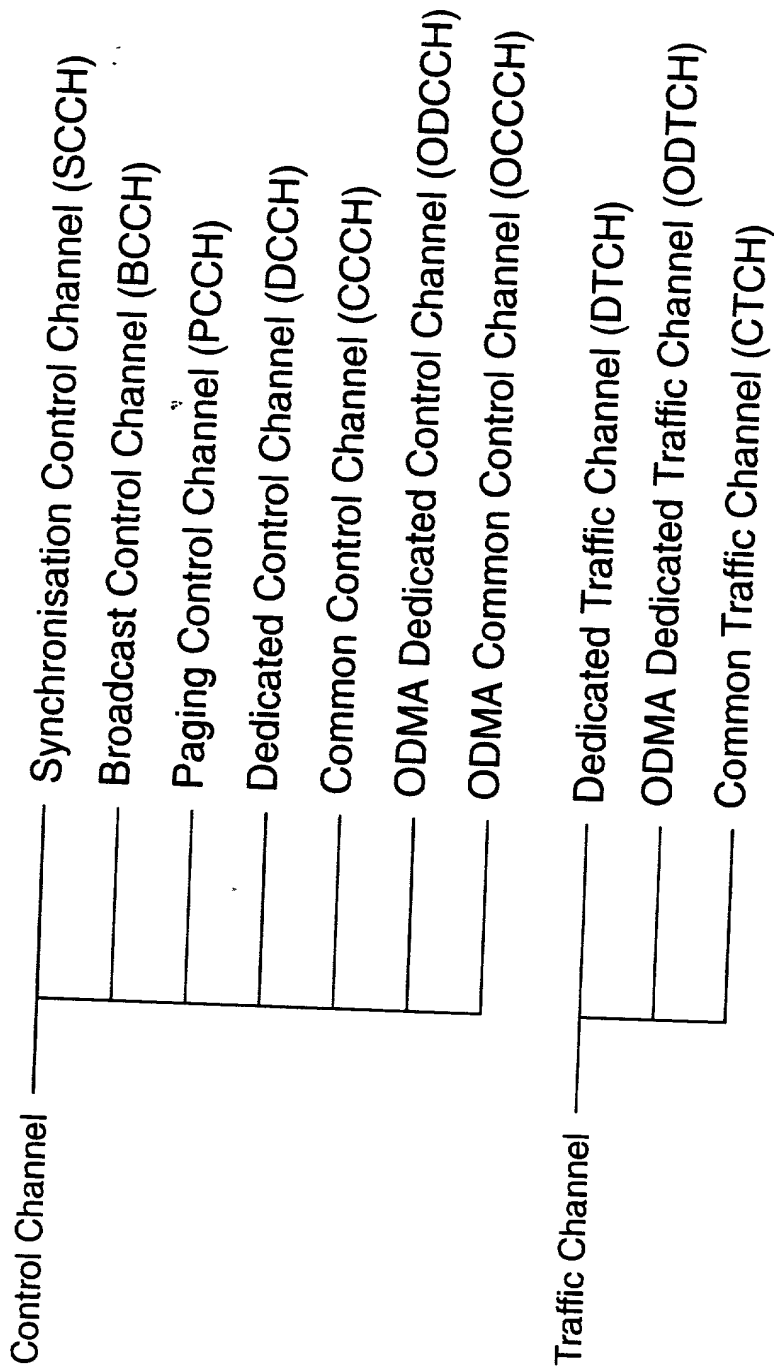 Control Channel
Synchronisation Control Channel (SCCH)
Broadcast Control Channel (BCCH)
Paging Control Channel (PCCH)
Dedicated Control Channel (DCCH)
Common Control Channel (CCCH)
ODMA Dedicated Control Channel (ODCCH)
ODMA Common Control Channel (OCCCH)
Traffic Channel
Dedicated Traffic Channel (DTCH)
ODMA Dedicated Traffic Channel (ODTCH)
Common Traffic Channel (CTCH)